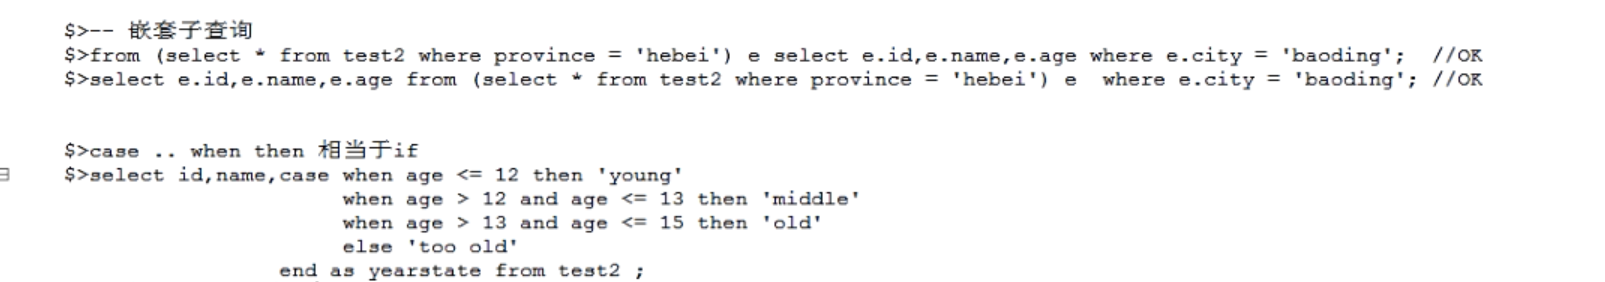 $>-- 嵌套子查询
$>from (select * from test2 where province = 'hebei') e select e.id,e.name,e.age where e.city = 'baoding';  //OK
$>select e.id,e.name,e.age from (select * from test2 where province = 'hebei') e  where e.city = 'baoding'; //OK
$>case .. when then 相当于if
$>select id,name,case when age <= 12 then 'young'
when age > 12 and age <= 13 then 'middle'
when age > 13 and age <= 15 then 'old'
else 'too old'
end as yearstate from test2 ;